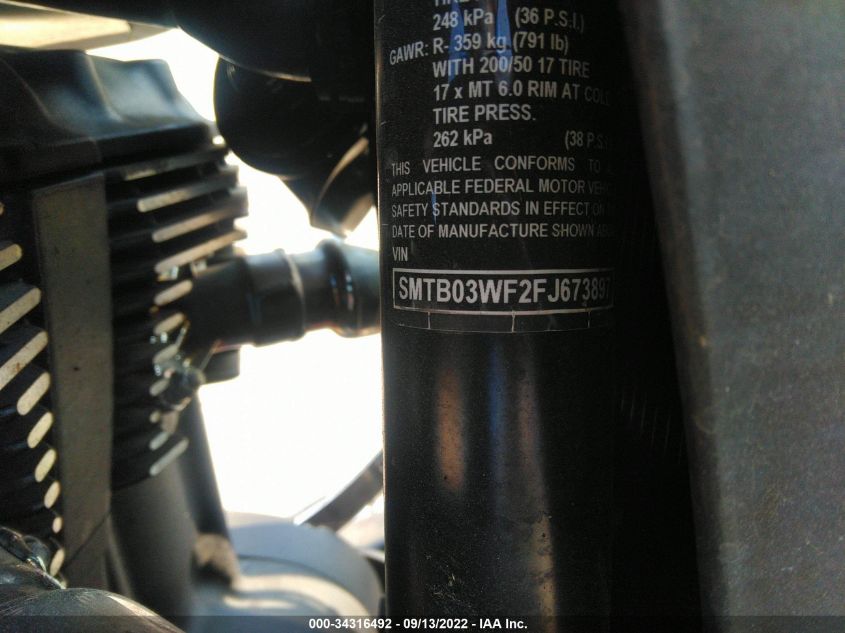 248 kPa (36 P.S.I.)
GAWR: R- 359 kg (791 lb)
WITH 200/50 17 TIRE
17 x MT 6.0 RIM AT COLD
TIRE PRESS.
262 kPa (38 P.S.I
THIS VEHICLE CONFORMS TO
APPLICABLE FEDERAL MOTOR VEHIC
SAFETY STANDARDS IN EFFECT ON
DATE OF MANUFACTURE SHOWN ABO
VIN
SMTB03WF2FJ673897
000-34316492 - 09/13/2022 - IAA Inc.